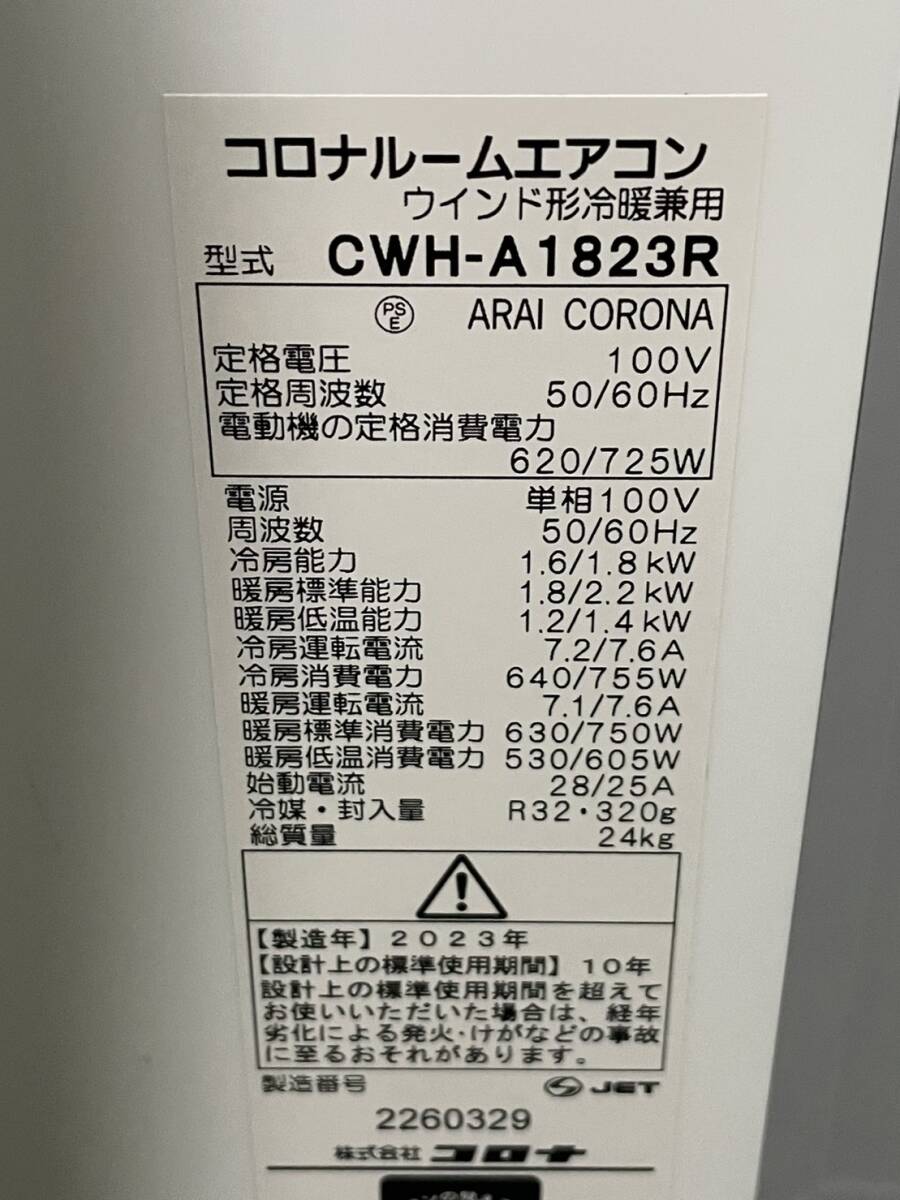 コロナルームエアコン
ウインド形冷暖兼用
型式 CWH-A1823R
PS E ARAI CORONA
定格電圧 100V
定格周波数 50/60Hz
電動機の定格消費電力
620/725W
電源 単相100V
周波数 50/60Hz
冷房能力 1.6/1.8kW
暖房標準能力 1.8/2.2kW
暖房低温能力 1.2/1.4kW
冷房運転電流 7.2/7.6A
冷房消費電力 640/755W
暖房運転電流 7.1/7.6A
暖房標準消費電力 630/750W
暖房低温消費電力 530/605W
始動電流 28/25A
冷媒・封入量 R32・320g
総質量 24kg
【製造年】2023年
【設計上の標準使用期間】10年
設計上の標準使用期間を超えて
お使いいただいた場合は、経年
劣化による発火・けがなどの事故
に至るおそれがあります。
製造番号 JET
2260329
株式会社 コロナ